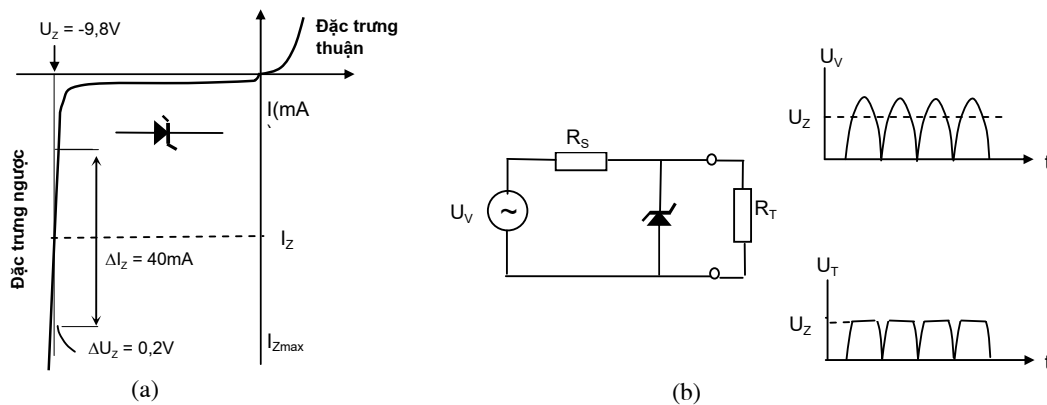 U_Z = -9,8V
Đặc trưng
thuận
I(mA
`
Đặc trưng ngược
I_Z
ΔI_Z = 40mA
ΔU_Z = 0,2V
I_Zmax
(a)
R_S
U_V
~
R_T
(b)
U_V
U_Z
t
U_T
U_Z
t